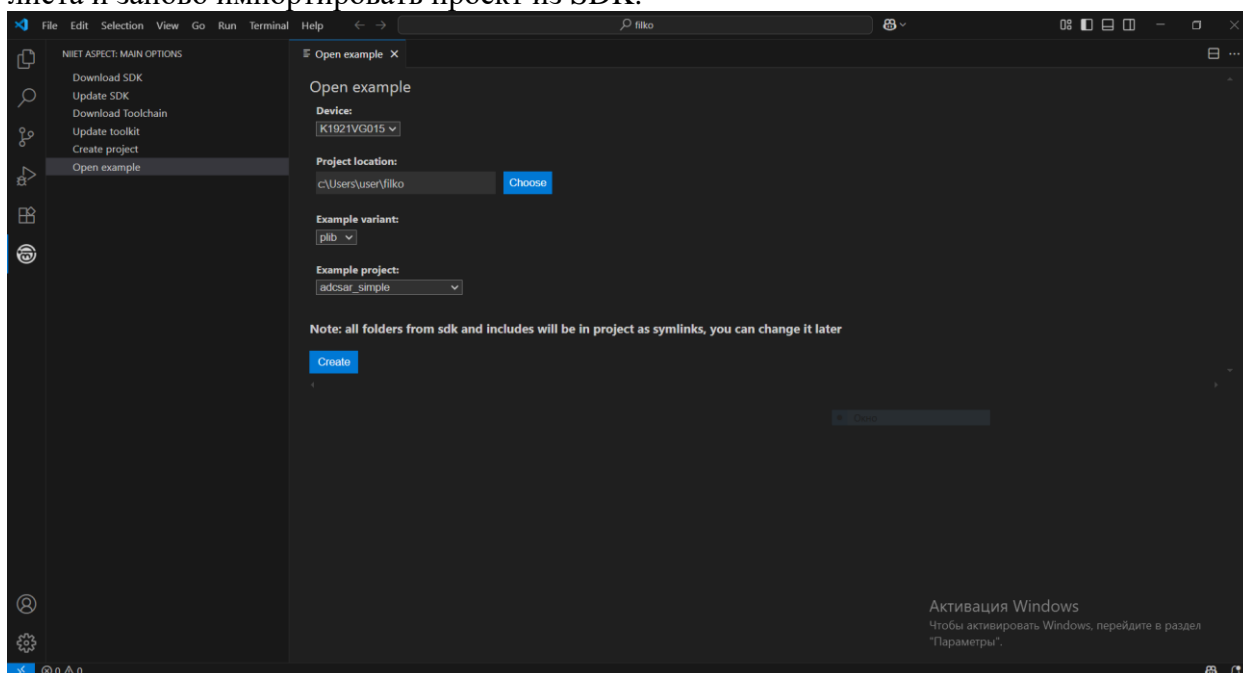 листа и заново импортировать проект из SDK.
File Edit Selection View Go Run Terminal Help filko
NIIET ASPECT: MAIN OPTIONS
Download SDK
Update SDK
Download Toolchain
Update toolkit
Create project
Open example
Open example
Open example
Device:
K1921VG015
Project location:
c:\Users\user\filko
Choose
Example variant:
plib
Example project:
adcsar_simple
Note: all folders from sdk and includes will be in project as symlinks, you can change it later
Create
Активация Windows
Чтобы активировать Windows, перейдите в раздел
"Параметры".
0 0